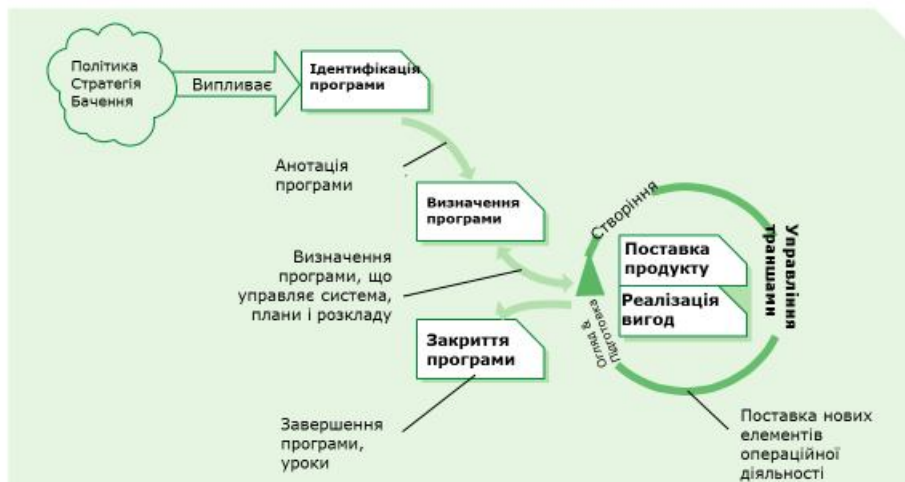 Політика
Стратегія
Бачення
Випливає
Ідентифікація
програми
Анотація
програми
Визначення
програми
Визначення
програми, що
управляє система,
плани і розкладу
Закриття
програми
Завершення
програми,
уроки
Створіння
Поставка
продукту
Реалізація
вигод
Управління
траншами
Огляд &
Підготовка
Поставка нових
елементів
операційної
діяльності